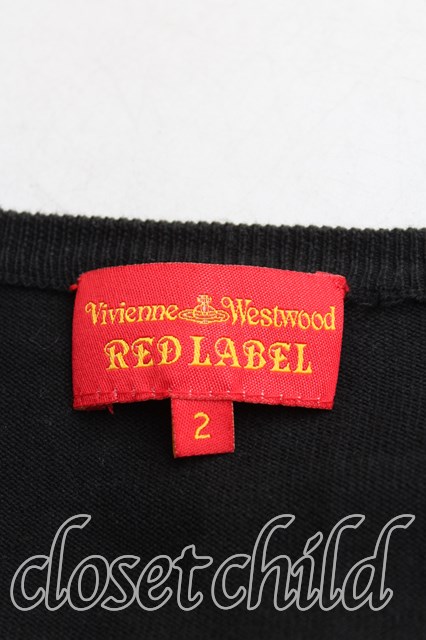 Vivienne Westwood
RED LABEL
2
closet child